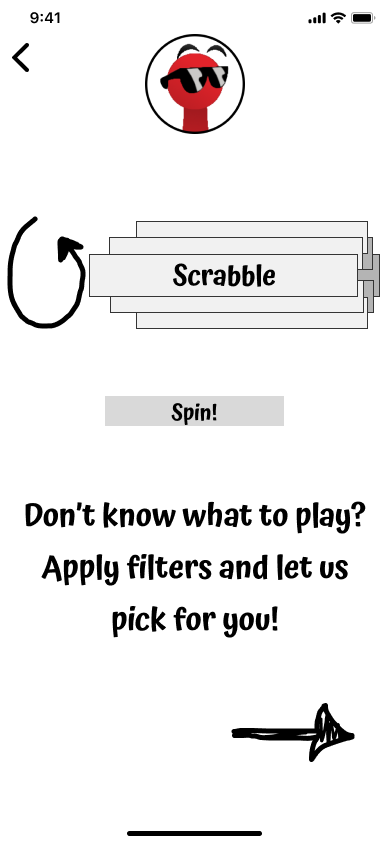 9:41
Scrabble
Spin!
Don't know what to play?
Apply filters and let us
pick for you!